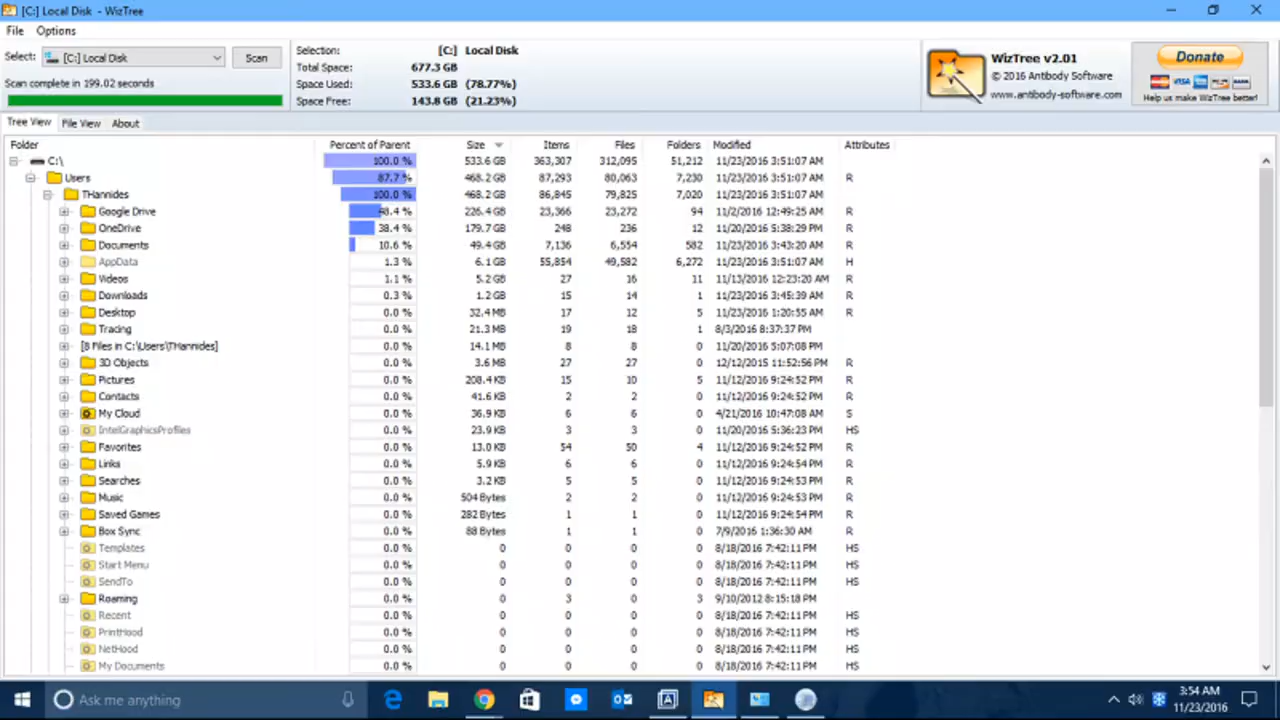 [C:] Local Disk - WizTree
File Options
Select: [C:] Local Disk Scan
Scan complete in 199.02 seconds
Selection: [C:] Local Disk
Total Space: 677.3 GB
Space Used: 533.6 GB (78.77%)
Space Free: 143.8 GB (21.23%)
WizTree v2.01
© 2016 Antibody Software
www.antibody-software.com
Donate
VISA
Help us make WizTree better!
Tree View File View About
Folder Percent of Parent Size Items Files Folders Modified Attributes
C:\ 100.0 % 533.6 GB 363,307 312,095 51,212 11/23/2016 3:51:07 AM
Users 87.7 % 468.2 GB 87,293 80,063 7,230 11/23/2016 3:51:07 AM R
THannides 100.0 % 468.2 GB 86,845 79,825 7,020 11/23/2016 3:51:07 AM
Google Drive 48.4 % 226.4 GB 23,366 23,272 94 11/2/2016 12:49:25 AM R
OneDrive 38.4 % 179.7 GB 248 236 12 11/20/2016 5:38:29 PM R
Documents 10.6 % 49.4 GB 7,136 6,554 582 11/23/2016 3:43:20 AM R
AppData 1.3 % 6.1 GB 55,854 49,582 6,272 11/23/2016 3:51:07 AM H
Videos 1.1 % 5.2 GB 27 16 11 11/13/2016 12:23:20 AM R
Downloads 0.3 % 1.2 GB 15 14 1 11/23/2016 3:45:39 AM R
Desktop 0.0 % 32.4 MB 17 12 5 11/23/2016 1:20:55 AM R
Tracing 0.0 % 21.3 MB 19 18 1 8/3/2016 8:37:37 PM
[8 Files in C:\Users\THannides] 0.0 % 14.1 MB 8 8 0 11/20/2016 5:07:08 PM
3D Objects 0.0 % 3.6 MB 27 27 0 12/12/2015 11:52:56 PM R
Pictures 0.0 % 208.4 KB 15 10 5 11/12/2016 9:24:52 PM R
Contacts 0.0 % 41.6 KB 2 2 0 11/12/2016 9:24:52 PM R
My Cloud 0.0 % 36.9 KB 6 6 0 4/21/2016 10:47:08 AM S
IntelGraphicsProfiles 0.0 % 23.9 KB 3 3 0 11/20/2016 5:36:23 PM HS
Favorites 0.0 % 13.0 KB 54 50 4 11/12/2016 9:24:52 PM R
Links 0.0 % 5.9 KB 6 6 0 11/12/2016 9:24:54 PM R
Searches 0.0 % 3.2 KB 5 5 0 11/12/2016 9:24:53 PM R
Music 0.0 % 504 Bytes 2 2 0 11/12/2016 9:24:53 PM R
Saved Games 0.0 % 282 Bytes 1 1 0 11/12/2016 9:24:54 PM R
Box Sync 0.0 % 88 Bytes 1 1 0 7/9/2016 1:36:30 AM R
Templates 0.0 % 0 0 0 0 8/18/2016 7:42:11 PM HS
Start Menu 0.0 % 0 0 0 0 8/18/2016 7:42:11 PM HS
SendTo 0.0 % 0 0 0 0 8/18/2016 7:42:11 PM HS
Roaming 0.0 % 0 3 0 3 9/10/2012 8:15:18 PM
Recent 0.0 % 0 0 0 0 8/18/2016 7:42:11 PM HS
PrintHood 0.0 % 0 0 0 0 8/18/2016 7:42:11 PM HS
NetHood 0.0 % 0 0 0 0 8/18/2016 7:42:11 PM HS
My Documents 0.0 % 0 0 0 0 8/18/2016 7:42:11 PM HS
Ask me anything
3:54 AM
11/23/2016